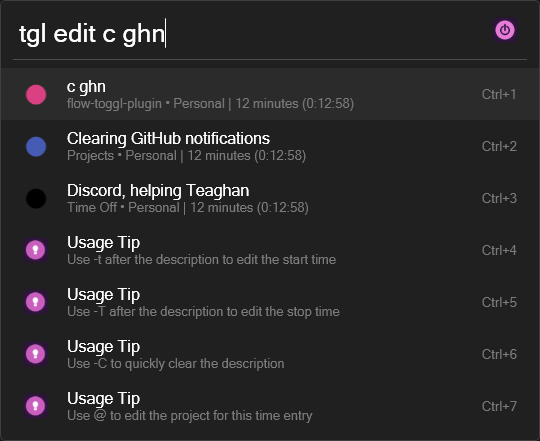 tgl edit c ghn
c ghn
flow-toggl-plugin • Personal | 12 minutes (0:12:58)
Ctrl+1
Clearing GitHub notifications
Projects • Personal | 12 minutes (0:12:58)
Ctrl+2
Discord, helping Teaghan
Time Off • Personal | 12 minutes (0:12:58)
Ctrl+3
Usage Tip
Use -t after the description to edit the start time
Ctrl+4
Usage Tip
Use -T after the description to edit the stop time
Ctrl+5
Usage Tip
Use -C to quickly clear the description
Ctrl+6
Usage Tip
Use @ to edit the project for this time entry
Ctrl+7